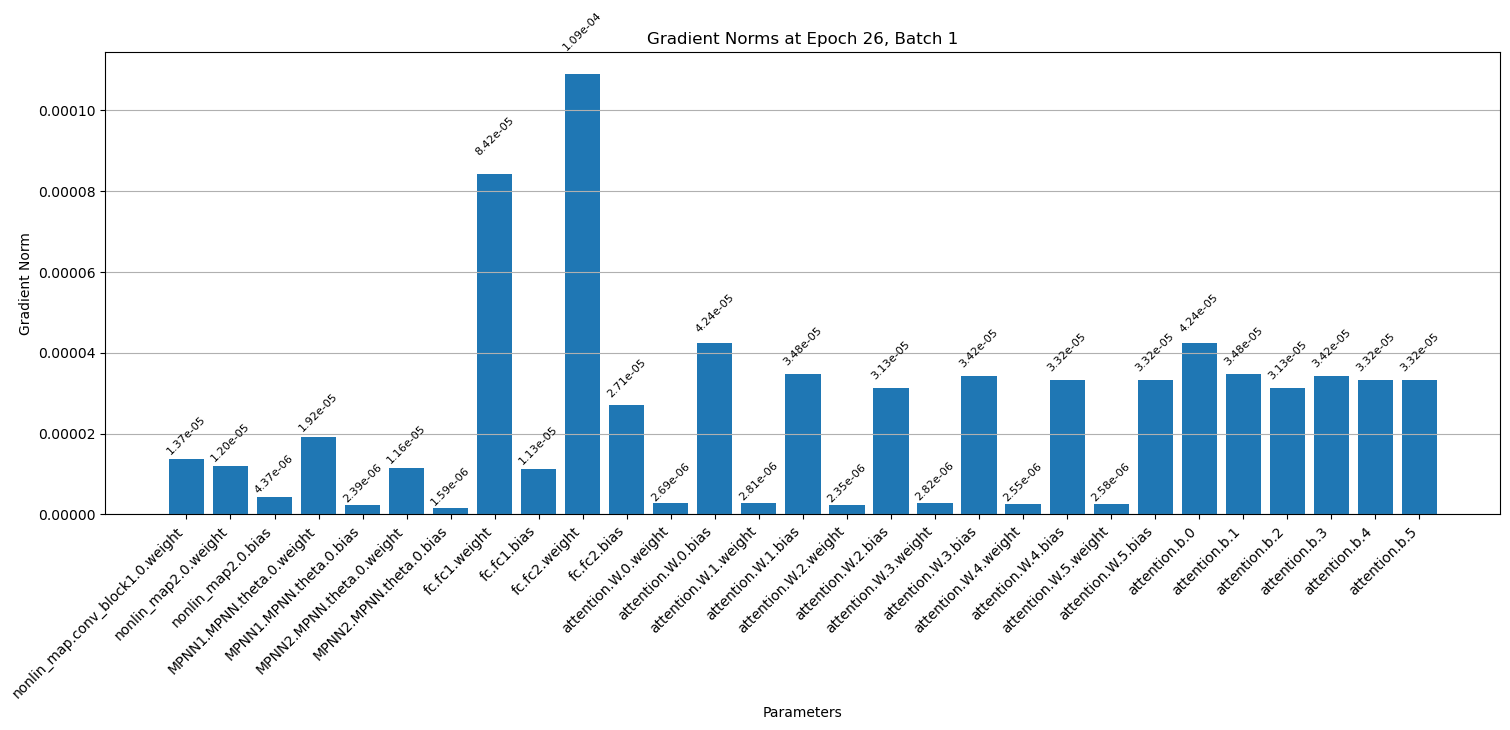 Gradient Norms at Epoch 26, Batch 1
Gradient Norm
0.00010
0.00008
0.00006
0.00004
0.00002
0.00000
1.37e-05
1.20e-05
4.37e-06
1.92e-05
2.39e-06
1.16e-05
1.59e-06
8.42e-05
1.13e-05
1.09e-04
2.71e-05
2.69e-06
4.24e-05
2.81e-06
3.48e-05
2.35e-06
3.13e-05
2.82e-06
3.42e-05
2.55e-06
3.32e-05
2.58e-06
3.32e-05
4.24e-05
3.48e-05
3.13e-05
3.42e-05
3.32e-05
3.32e-05
nonlin_map.conv_block1.0.weight
nonlin_map2.0.weight
nonlin_map2.0.bias
MPNN1.MPNN.theta.0.weight
MPNN1.MPNN.theta.0.bias
MPNN2.MPNN.theta.0.weight
MPNN2.MPNN.theta.0.bias
fc.fc1.weight
fc.fc1.bias
fc.fc2.weight
fc.fc2.bias
attention.W.0.weight
attention.W.0.bias
attention.W.1.weight
attention.W.1.bias
attention.W.2.weight
attention.W.2.bias
attention.W.3.weight
attention.W.3.bias
attention.W.4.weight
attention.W.4.bias
attention.W.5.weight
attention.W.5.bias
attention.b.0
attention.b.1
attention.b.2
attention.b.3
attention.b.4
attention.b.5
Parameters